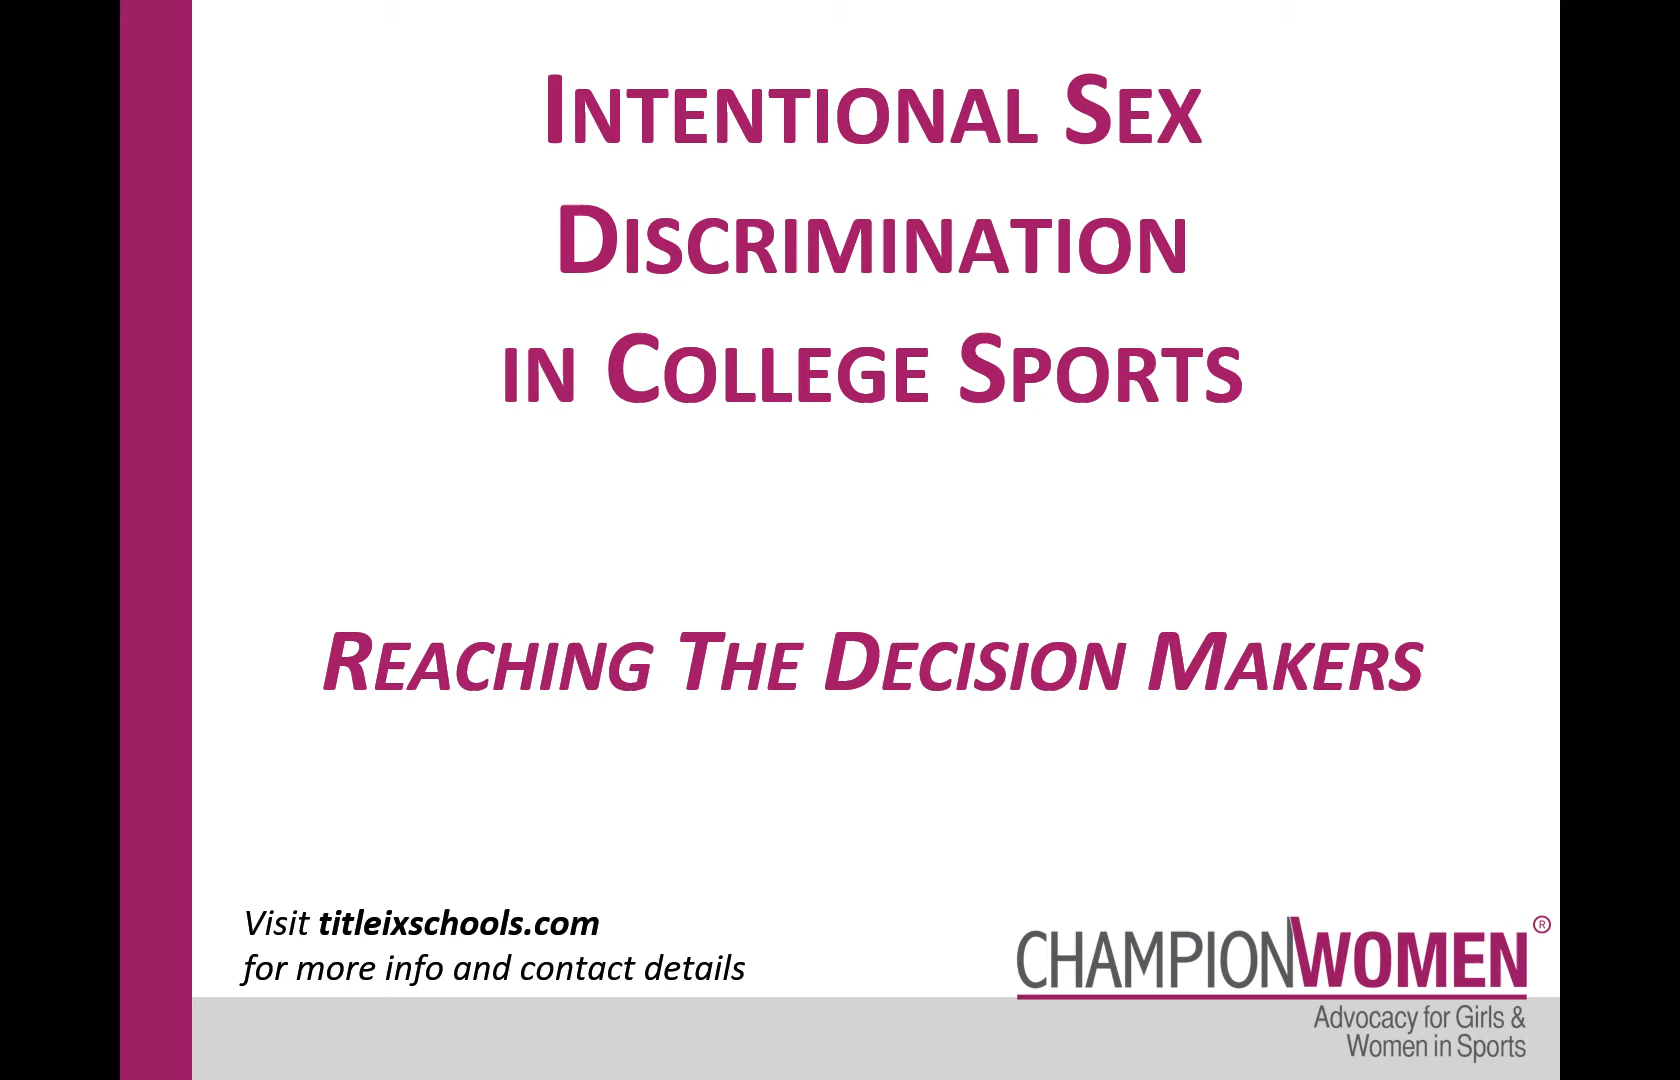 INTENTIONAL SEX
DISCRIMINATION
IN COLLEGE SPORTS
REACHING THE DECISION MAKERS
Visit titleixschools.com
for more info and contact details
CHAMPIONWOMEN®
Advocacy for Girls &
Women in Sports